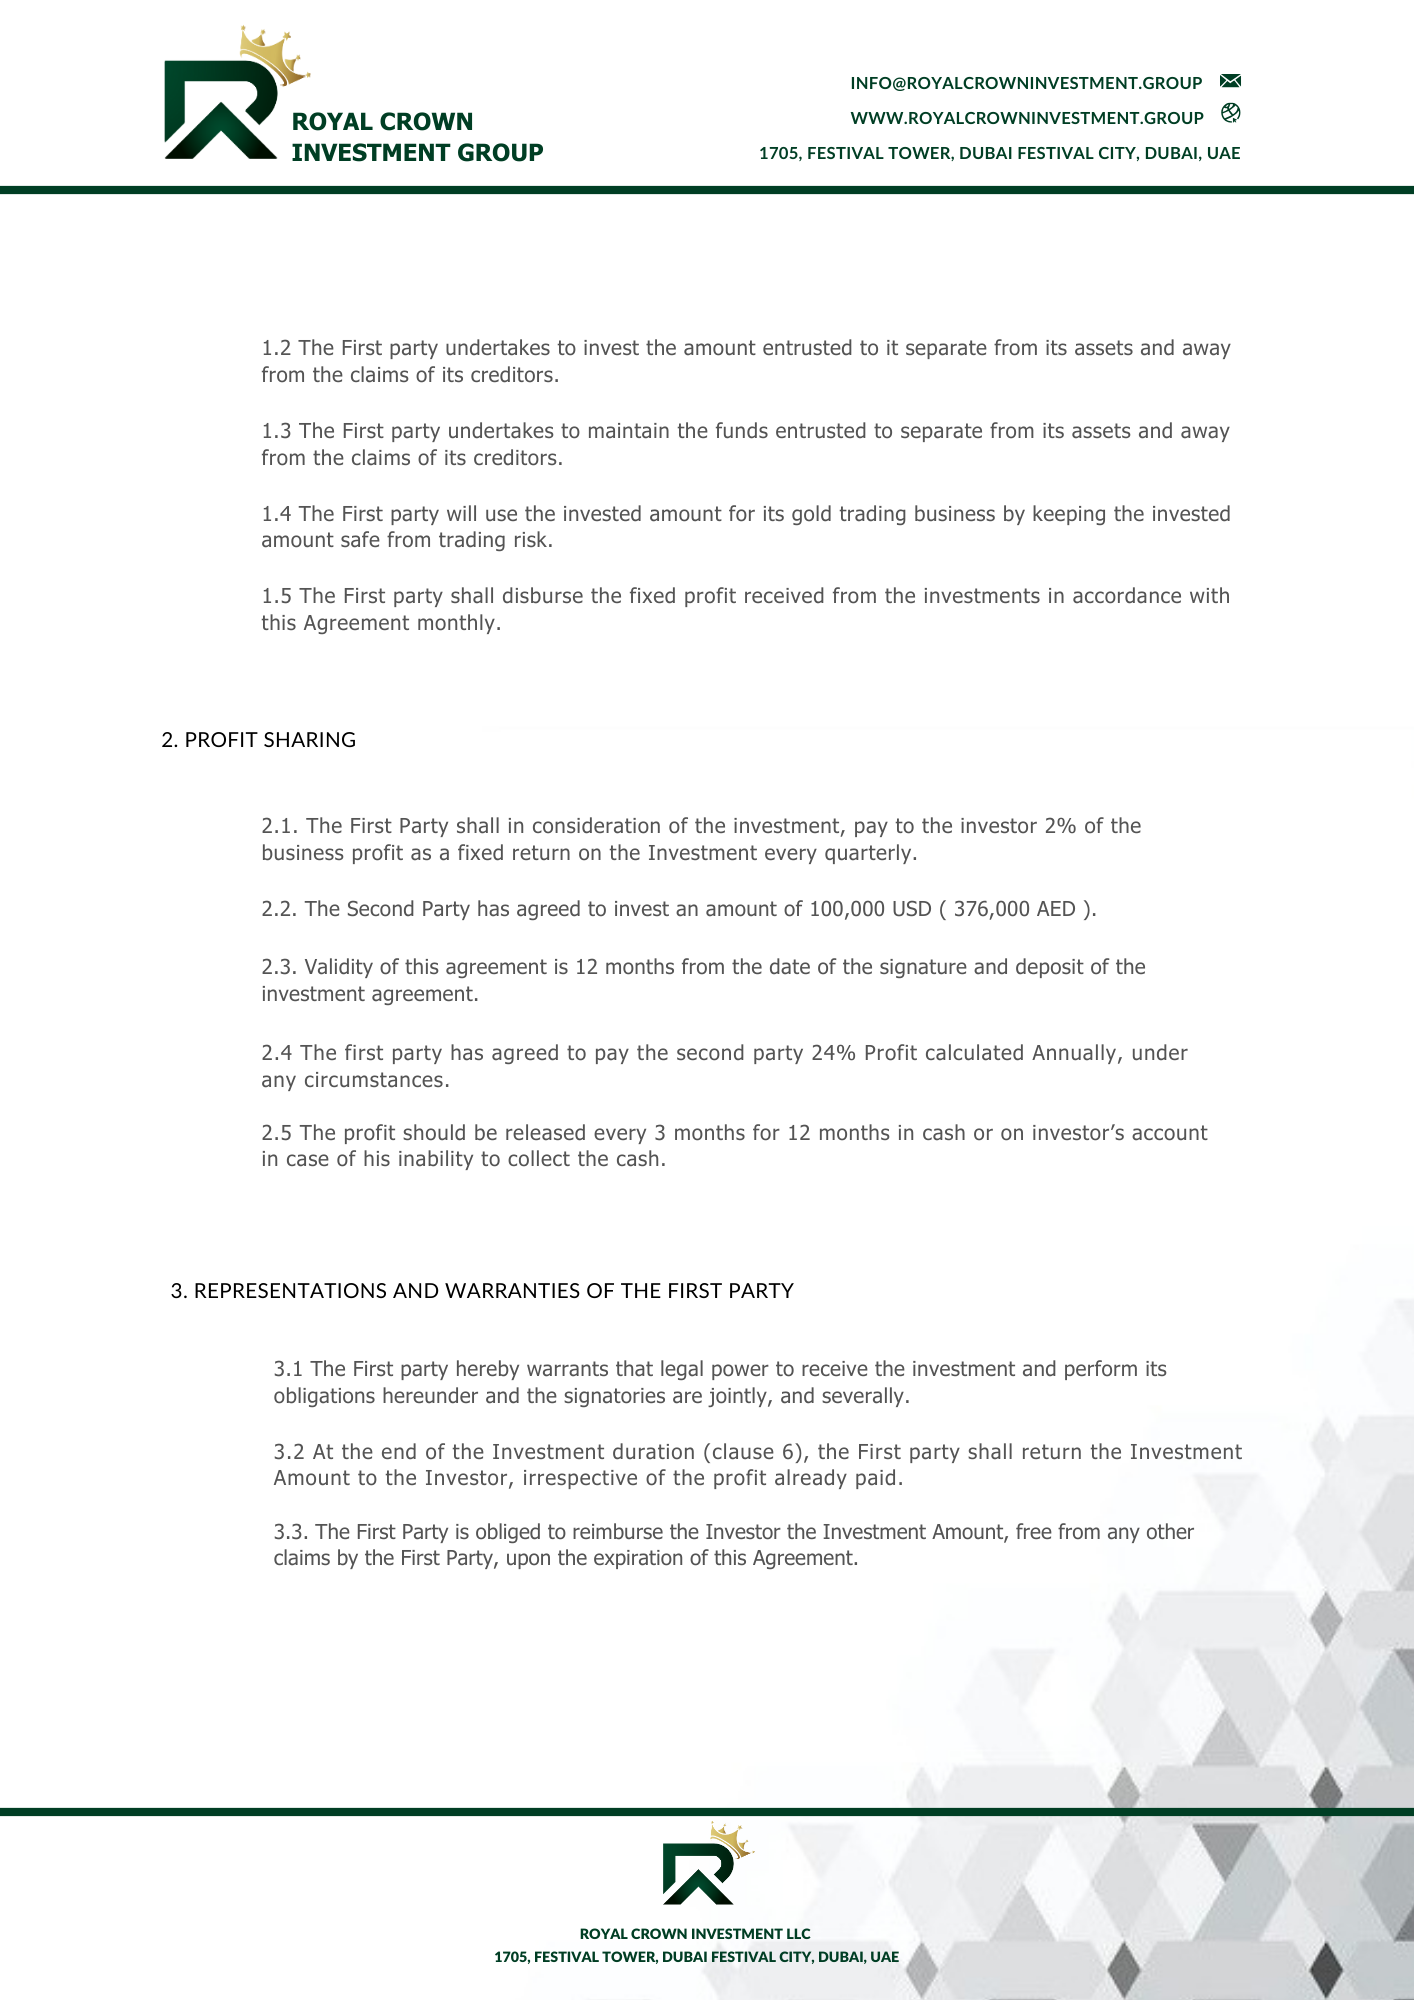 ROYAL CROWN
INVESTMENT GROUP
INFO@ROYALCROWNINVESTMENT.GROUP
WWW.ROYALCROWNINVESTMENT.GROUP
1705, FESTIVAL TOWER, DUBAI FESTIVAL CITY, DUBAI, UAE
1.2 The First party undertakes to invest the amount entrusted to it separate from its assets and away
from the claims of its creditors.
1.3 The First party undertakes to maintain the funds entrusted to separate from its assets and away
from the claims of its creditors.
1.4 The First party will use the invested amount for its gold trading business by keeping the invested
amount safe from trading risk.
1.5 The First party shall disburse the fixed profit received from the investments in accordance with
this Agreement monthly.
2. PROFIT SHARING
2.1. The First Party shall in consideration of the investment, pay to the investor 2% of the
business profit as a fixed return on the Investment every quarterly.
2.2. The Second Party has agreed to invest an amount of 100,000 USD ( 376,000 AED ).
2.3. Validity of this agreement is 12 months from the date of the signature and deposit of the
investment agreement.
2.4 The first party has agreed to pay the second party 24% Profit calculated Annually, under
any circumstances.
2.5 The profit should be released every 3 months for 12 months in cash or on investor’s account
in case of his inability to collect the cash.
3. REPRESENTATIONS AND WARRANTIES OF THE FIRST PARTY
3.1 The First party hereby warrants that legal power to receive the investment and perform its
obligations hereunder and the signatories are jointly, and severally.
3.2 At the end of the Investment duration (clause 6), the First party shall return the Investment
Amount to the Investor, irrespective of the profit already paid.
3.3. The First Party is obliged to reimburse the Investor the Investment Amount, free from any other
claims by the First Party, upon the expiration of this Agreement.
ROYAL CROWN INVESTMENT LLC
1705, FESTIVAL TOWER, DUBAI FESTIVAL CITY, DUBAI, UAE